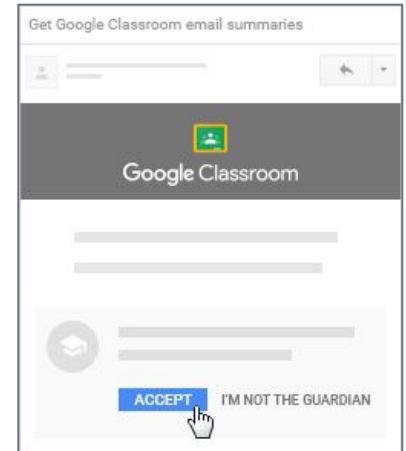 Get Google Classroom email summaries
Google Classroom
ACCEPT I'M NOT THE GUARDIAN